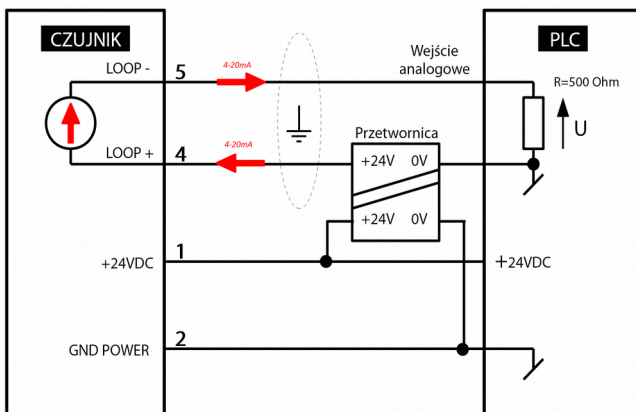 CZUJNIK
PLC
LOOP -
5
4-20mA
Wejście
analogowe
R=500 Ohm
U
Przetwornica
LOOP +
4
4-20mA
+24V 0V
+24V 0V
+24VDC
1
+24VDC
GND POWER
2